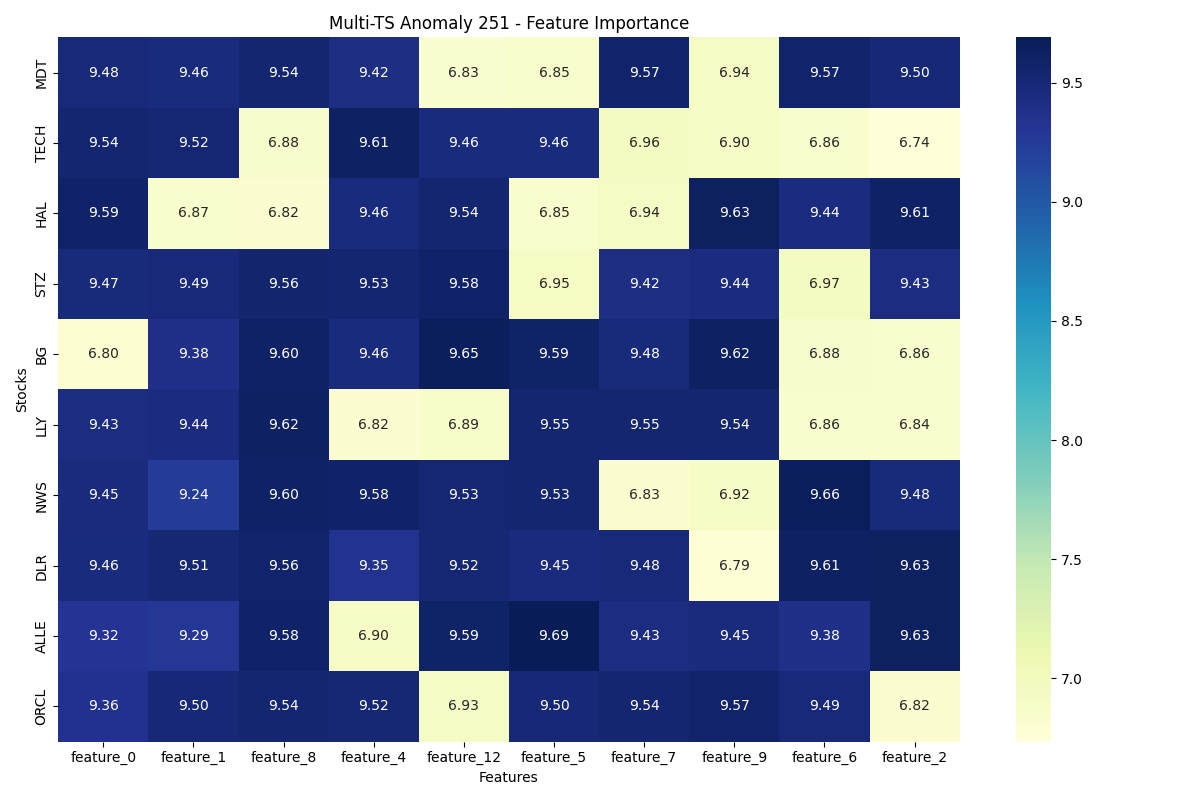 Multi-TS Anomaly 251 - Feature Importance
MDT 9.48 9.46 9.54 9.42 6.83 6.85 9.57 6.94 9.57 9.50
TECH 9.54 9.52 6.88 9.61 9.46 9.46 6.96 6.90 6.86 6.74
HAL 9.59 6.87 6.82 9.46 9.54 6.85 6.94 9.63 9.44 9.61
STZ 9.47 9.49 9.56 9.53 9.58 6.95 9.42 9.44 6.97 9.43
BG 6.80 9.38 9.60 9.46 9.65 9.59 9.48 9.62 6.88 6.86
LLY 9.43 9.44 9.62 6.82 6.89 9.55 9.55 9.54 6.86 6.84
NWS 9.45 9.24 9.60 9.58 9.53 9.53 6.83 6.92 9.66 9.48
DLR 9.46 9.51 9.56 9.35 9.52 9.45 9.48 6.79 9.61 9.63
ALLE 9.32 9.29 9.58 6.90 9.59 9.69 9.43 9.45 9.38 9.63
ORCL 9.36 9.50 9.54 9.52 6.93 9.50 9.54 9.57 9.49 6.82
feature_0 feature_1 feature_8 feature_4 feature_12 feature_5 feature_7 feature_9 feature_6 feature_2
Features
Stocks
9.5
9.0
8.5
8.0
7.5
7.0